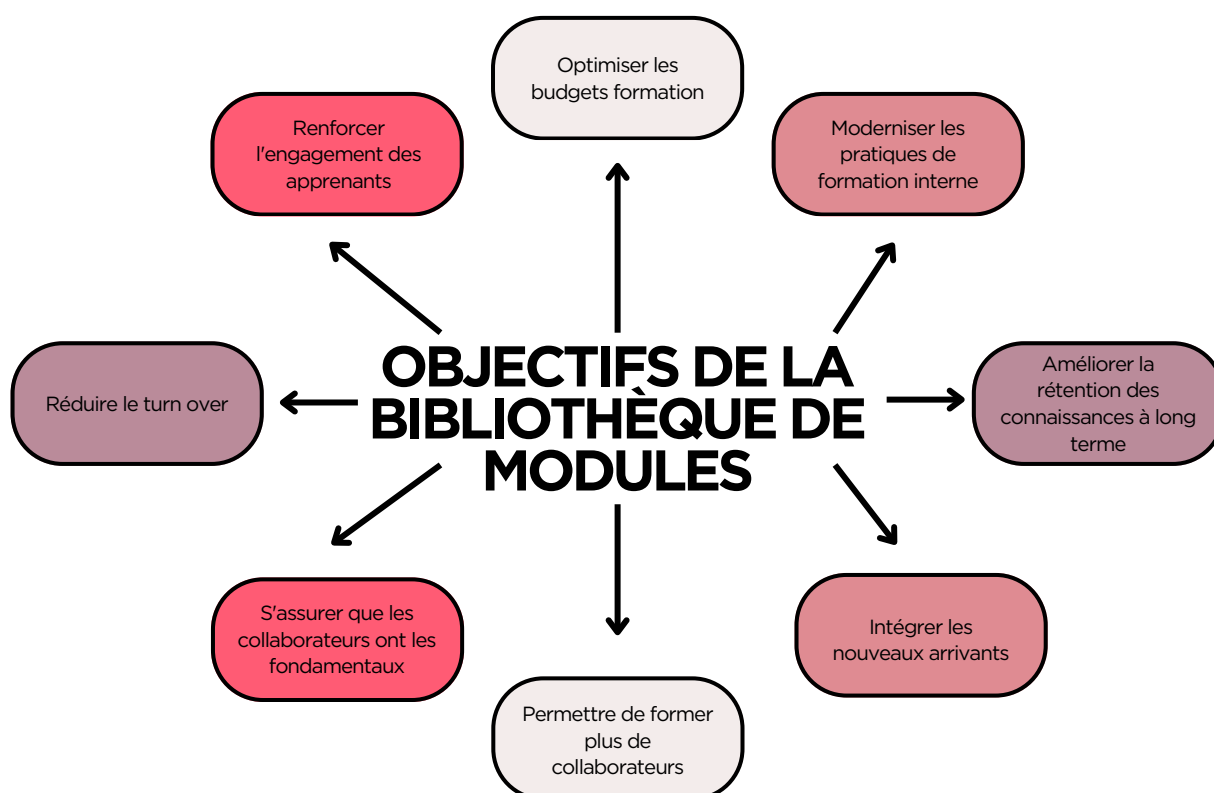 Optimiser les
budgets formation
Renforcer
l'engagement des
apprenants
Moderniser les
pratiques de
formation interne
Réduire le turn over
OBJECTIFS DE LA
BIBLIOTHÈQUE DE
MODULES
Améliorer la
rétention des
connaissances à long
terme
S'assurer que les
collaborateurs ont les
fondamentaux
Intégrer les
nouveaux arrivants
Permettre de former
plus de
collaborateurs